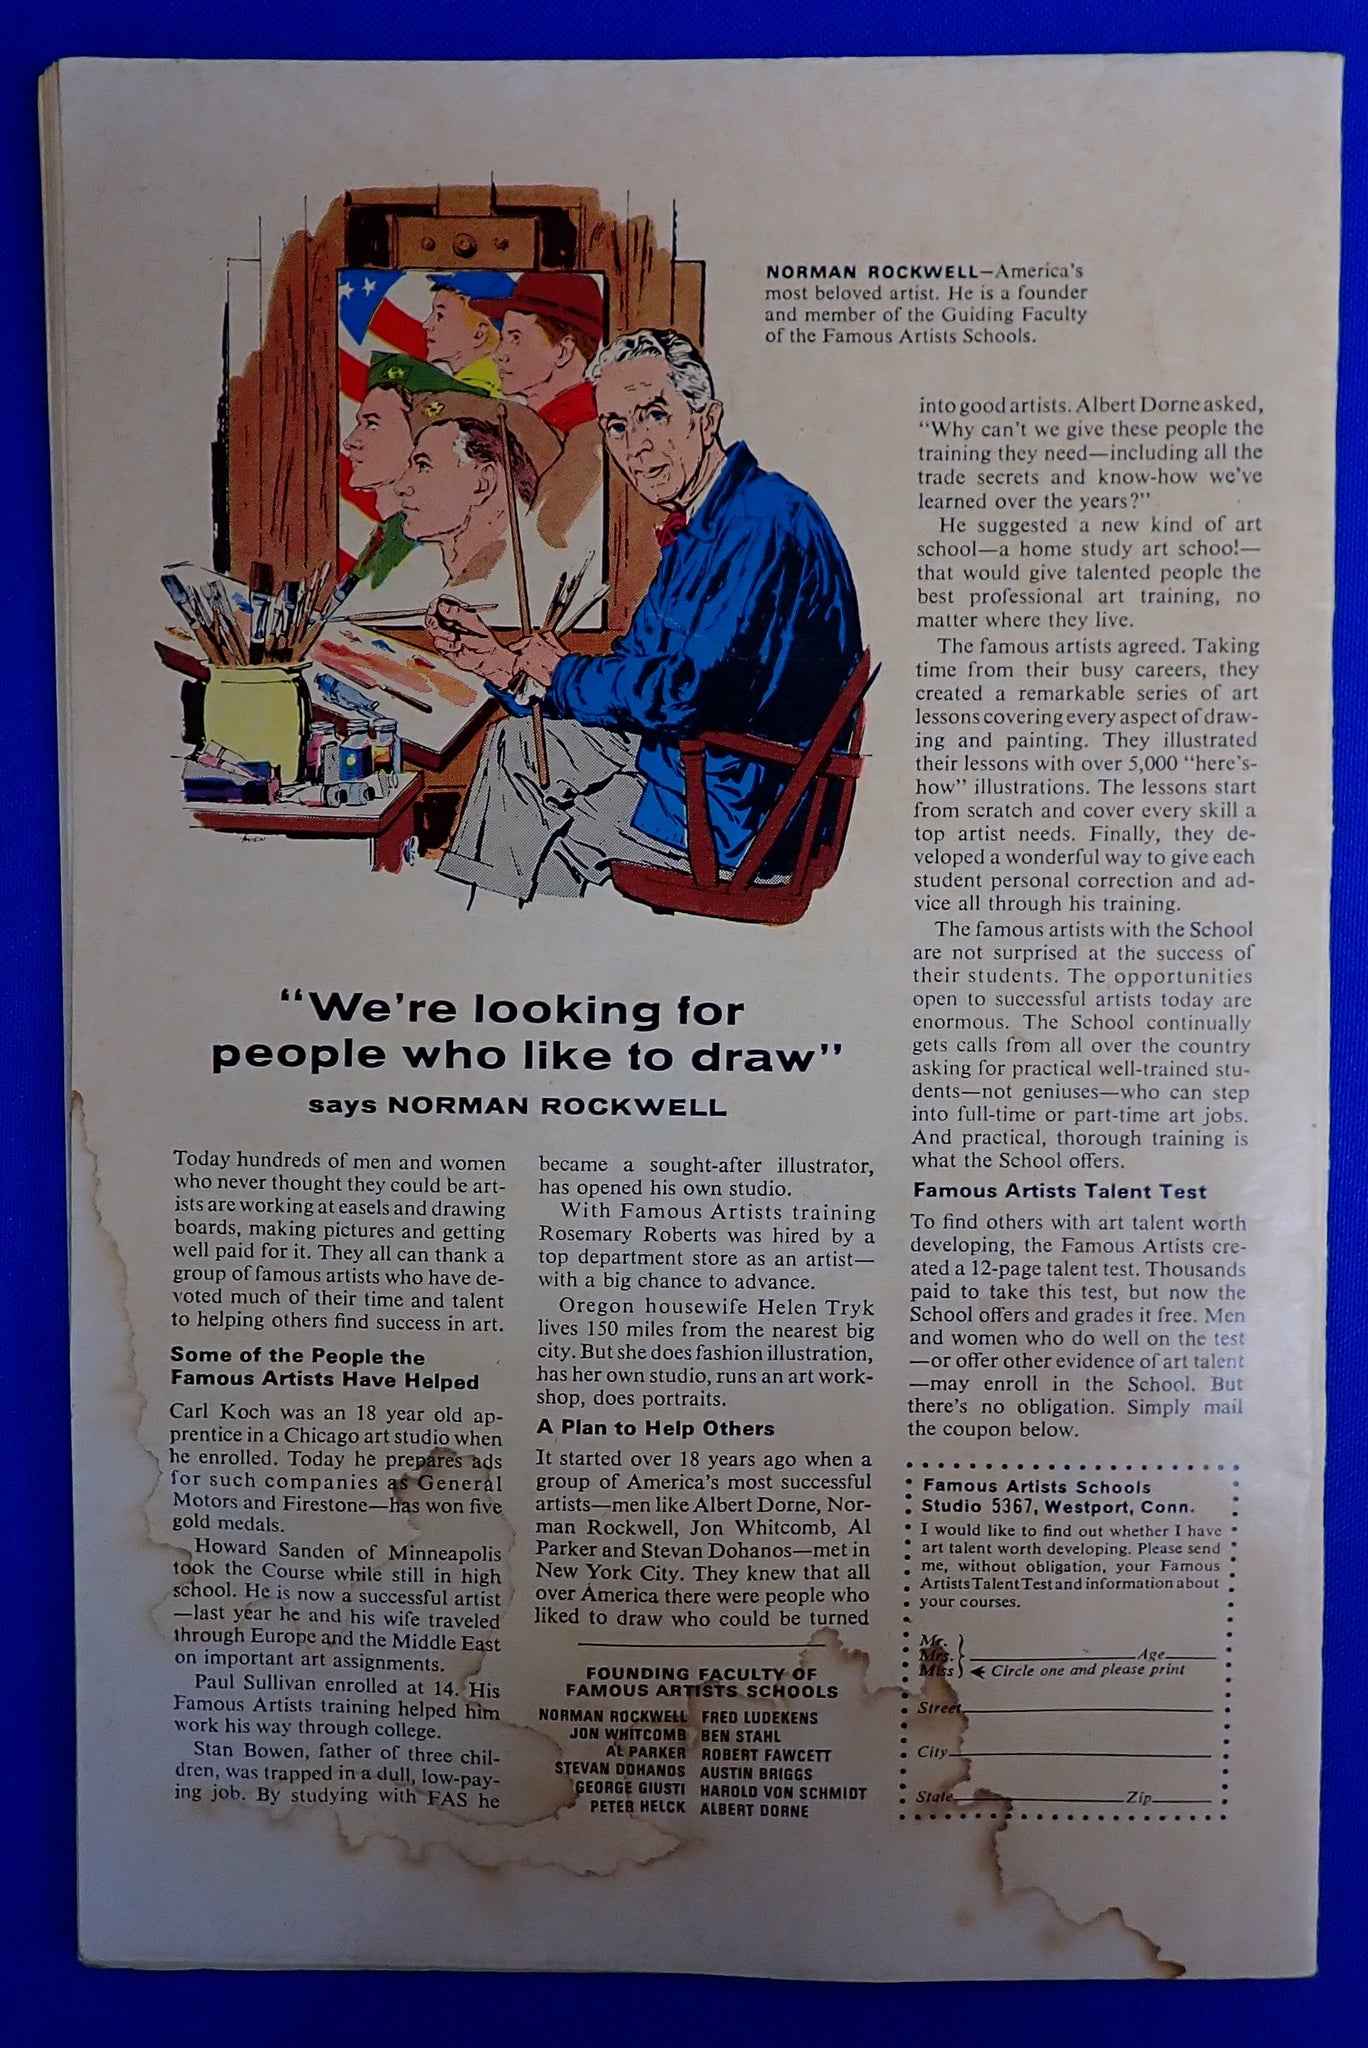 NORMAN ROCKWELL—America's
most beloved artist. He is a founder
and member of the Guiding Faculty
of the Famous Artists Schools.
"We're looking for
people who like to draw"
says NORMAN ROCKWELL
Today hundreds of men and women
who never thought they could be art-
ists are working at easels and drawing
boards, making pictures and getting
well paid for it. They all can thank a
group of famous artists who have de-
voted much of their time and talent
to helping others find success in art.
Some of the People the
Famous Artists Have Helped
Carl Koch was an 18 year old ap-
prentice in a Chicago art studio when
he enrolled. Today he prepares ads
for such companies as General
Motors and Firestone—has won five
gold medals.
Howard Sanden of Minneapolis
took the Course while still in high
school. He is now a successful artist
—last year he and his wife traveled
through Europe and the Middle East
on important art assignments.
Paul Sullivan enrolled at 14. His
Famous Artists training helped him
work his way through college.
Stan Bowen, father of three chil-
dren, was trapped in a dull, low-pay-
ing job. By studying with FAS he
became a sought-after illustrator,
has opened his own studio.
With Famous Artists training
Rosemary Roberts was hired by a
top department store as an artist—
with a big chance to advance.
Oregon housewife Helen Tryk
lives 150 miles from the nearest big
city. But she does fashion illustration,
has her own studio, runs an art work-
shop, does portraits.
A Plan to Help Others
It started over 18 years ago when a
group of America's most successful
artists—men like Albert Dorne, Nor-
man Rockwell, Jon Whitcomb, Al
Parker and Stevan Dohanos—met in
New York City. They knew that all
over America there were people who
liked to draw who could be turned
into good artists. Albert Dorne asked,
"Why can't we give these people the
training they need—including all the
trade secrets and know-how we've
learned over the years?"
He suggested a new kind of art
school—a home study art school—
that would give talented people the
best professional art training, no
matter where they live.
The famous artists agreed. Taking
time from their busy careers, they
created a remarkable series of art
lessons covering every aspect of draw-
ing and painting. They illustrated
their lessons with over 5,000 "here's-
how" illustrations. The lessons start
from scratch and cover every skill a
top artist needs. Finally, they de-
veloped a wonderful way to give each
student personal correction and ad-
vice all through his training.
The famous artists with the School
are not surprised at the success of
their students. The opportunities
open to successful artists today are
enormous. The School continually
gets calls from all over the country
asking for practical well-trained stu-
dents—not geniuses—who can step
into full-time or part-time art jobs.
And practical, thorough training is
what the School offers.
Famous Artists Talent Test
To find others with art talent worth
developing, the Famous Artists cre-
ated a 12-page talent test. Thousands
paid to take this test, but now the
School offers and grades it free. Men
and women who do well on the test
—or offer other evidence of art talent
—may enroll in the School. But
there's no obligation. Simply mail
the coupon below.
FOUNDING FACULTY OF
FAMOUS ARTISTS SCHOOLS
NORMAN ROCKWELL FRED LUDEKENS
JON WHITCOMB BEN STAHL
AL PARKER ROBERT FAWCETT
STEVAN DOHANOS AUSTIN BRIGGS
GEORGE GIUSTI HAROLD VON SCHMIDT
PETER HELCK ALBERT DORNE
Famous Artists Schools
Studio 5367, Westport, Conn.
I would like to find out whether I have
art talent worth developing. Please send
me, without obligation, your Famous
Artists Talent Test and information about
your courses.
Mr.
Mrs. Age
Miss Circle one and please print
Street
City
State Zip